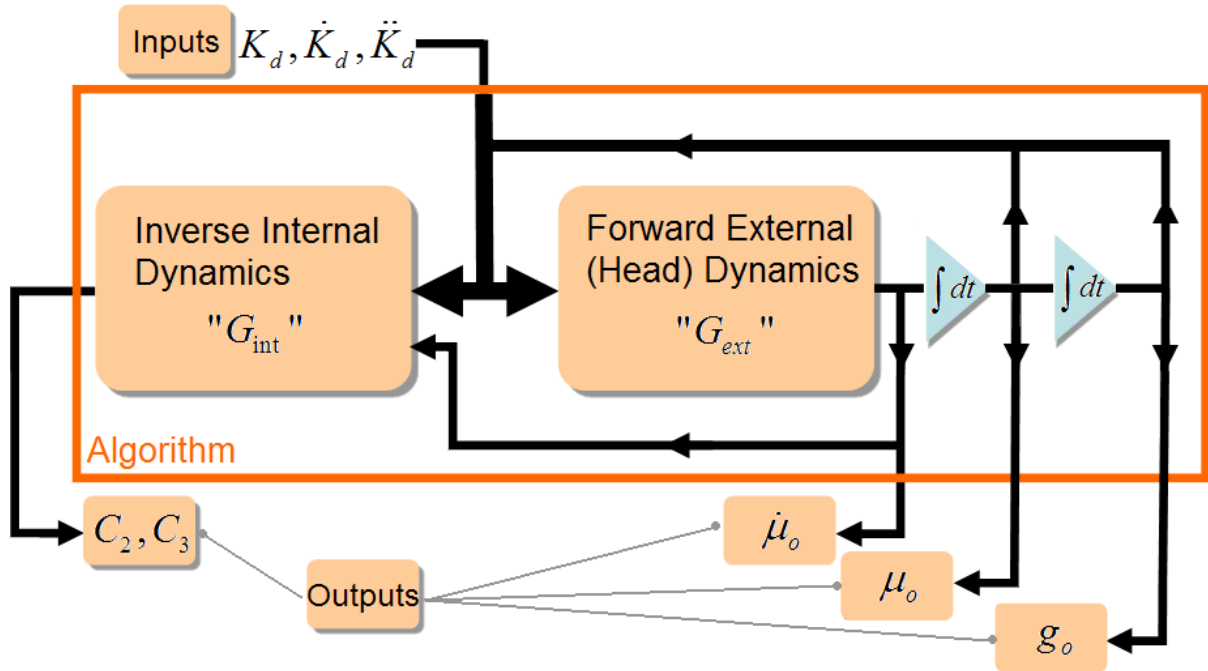 Inputs K_d, K̇_d, K̈_d
Inverse Internal
Dynamics
"G_int"
Forward External
(Head) Dynamics
"G_ext"
∫dt
∫dt
Algorithm
C_2, C_3
Outputs
μ̇_o
μ_o
g_o